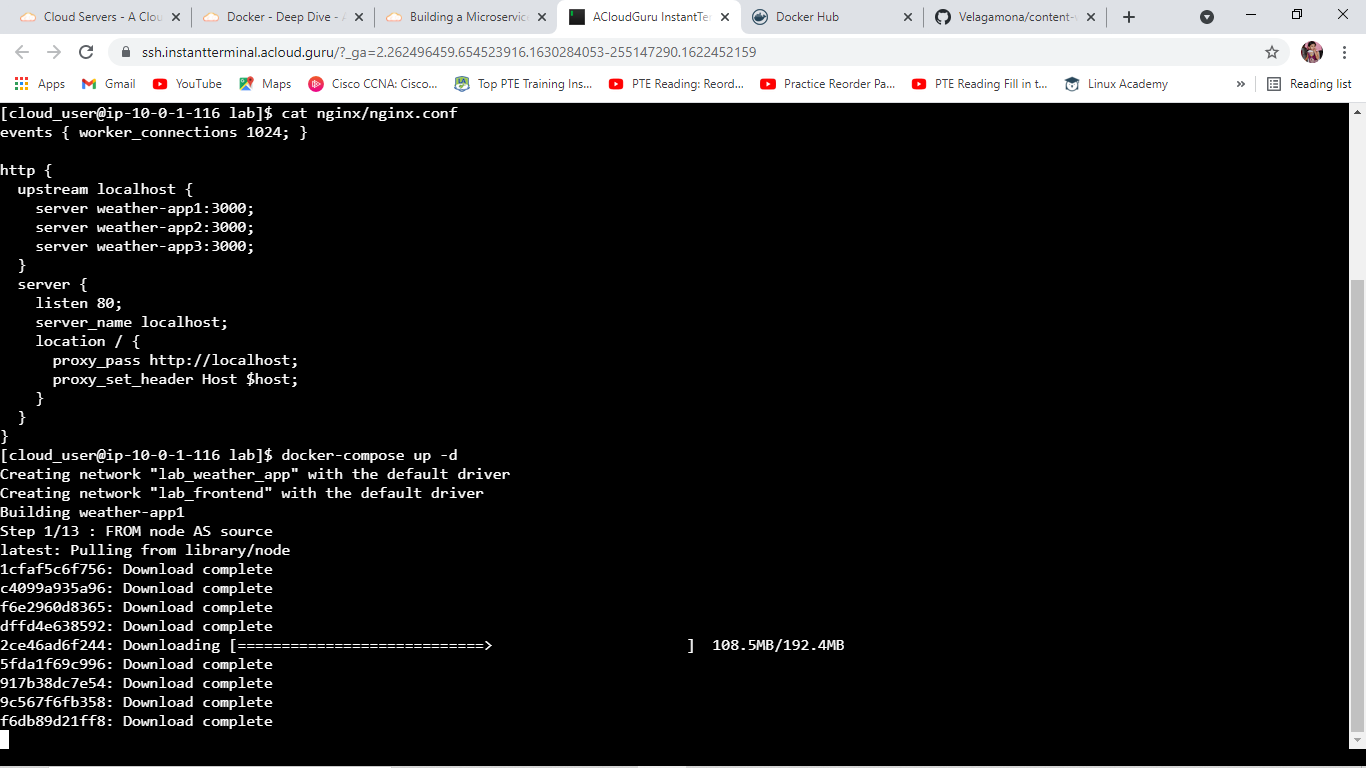 Cloud Servers - A Clou
Docker - Deep Dive - A
Building a Microservic
ACloudGuru InstantTer
Docker Hub
Velagamona/content-
ssh.instantterminal.acloud.guru/?_ga=2.262496459.654523916.1630284053-255147290.1622452159
Apps
Gmail
YouTube
Maps
Cisco CCNA: Cisco...
Top PTE Training Ins...
PTE Reading: Reord...
Practice Reorder Pa...
PTE Reading Fill in t...
Linux Academy
»
Reading list
[cloud_user@ip-10-0-1-116 lab]$ cat nginx/nginx.conf
events { worker_connections 1024; }
http {
  upstream localhost {
    server weather-app1:3000;
    server weather-app2:3000;
    server weather-app3:3000;
  }
  server {
    listen 80;
    server_name localhost;
    location / {
      proxy_pass http://localhost;
      proxy_set_header Host $host;
    }
  }
}
[cloud_user@ip-10-0-1-116 lab]$ docker-compose up -d
Creating network "lab_weather_app" with the default driver
Creating network "lab_frontend" with the default driver
Building weather-app1
Step 1/13 : FROM node AS source
latest: Pulling from library/node
1cfaf5c6f756: Download complete
c4099a935a96: Download complete
f6e2960d8365: Download complete
dffd4e638592: Download complete
2ce46ad6f244: Downloading [============================>                      ]  108.5MB/192.4MB
5fda1f69c996: Download complete
917b38dc7e54: Download complete
9c567f6fb358: Download complete
f6db89d21ff8: Download complete